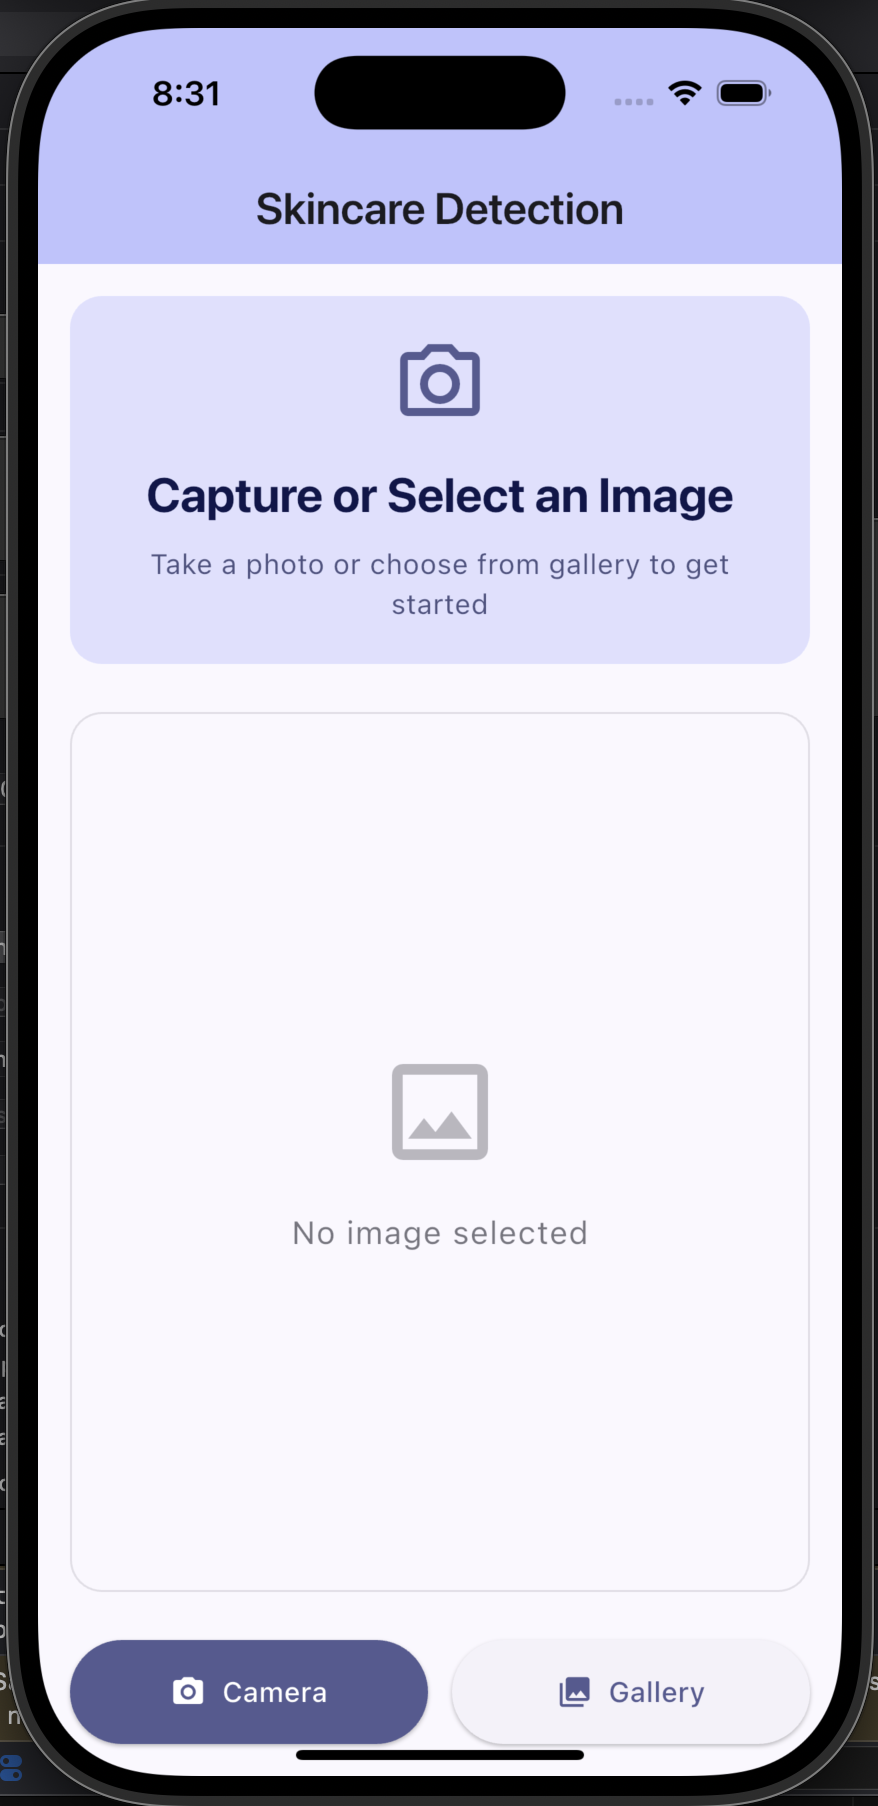 8:31
Skincare Detection
Capture or Select an Image
Take a photo or choose from gallery to get
started
No image selected
Camera
Gallery